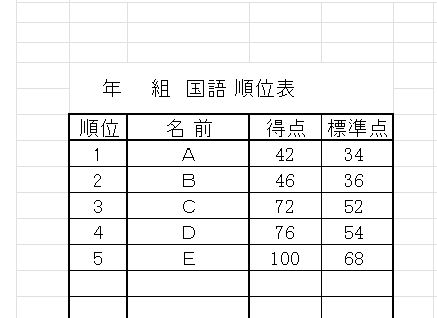 年 組 国語 順位表
順位 名 前 得点 標準点
1 A 42 34
2 B 46 36
3 C 72 52
4 D 76 54
5 E 100 68